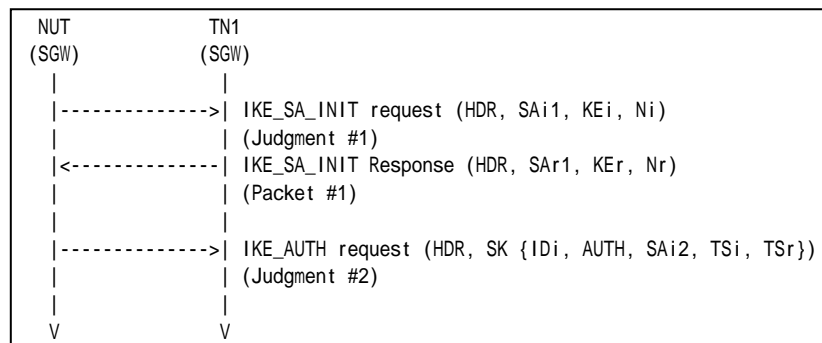 NUT TN1
(SGW) (SGW)
| |
|-------------->| IKE_SA_INIT request (HDR, SAi1, KEi, Ni)
| | (Judgment #1)
|<--------------| IKE_SA_INIT Response (HDR, SAr1, KEr, Nr)
| | (Packet #1)
| |
|-------------->| IKE_AUTH request (HDR, SK {IDi, AUTH, SAi2, TSi, TSr})
| | (Judgment #2)
| |
V V